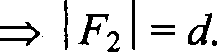 ⇒ |F₂| = d.